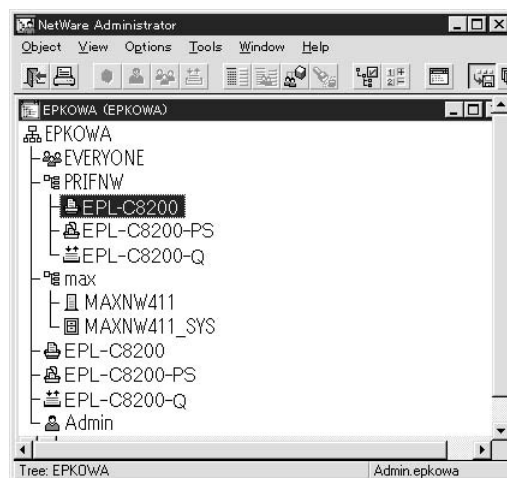 NetWare Administrator
Object View Options Tools Window Help
EPKOWA (EPKOWA)
EPKOWA
EVERYONE
PRIFNW
EPL-C8200
EPL-C8200-PS
EPL-C8200-Q
max
MAXNW411
MAXNW411_SYS
EPL-C8200
EPL-C8200-PS
EPL-C8200-Q
Admin
Tree: EPKOWA Admin.epkowa